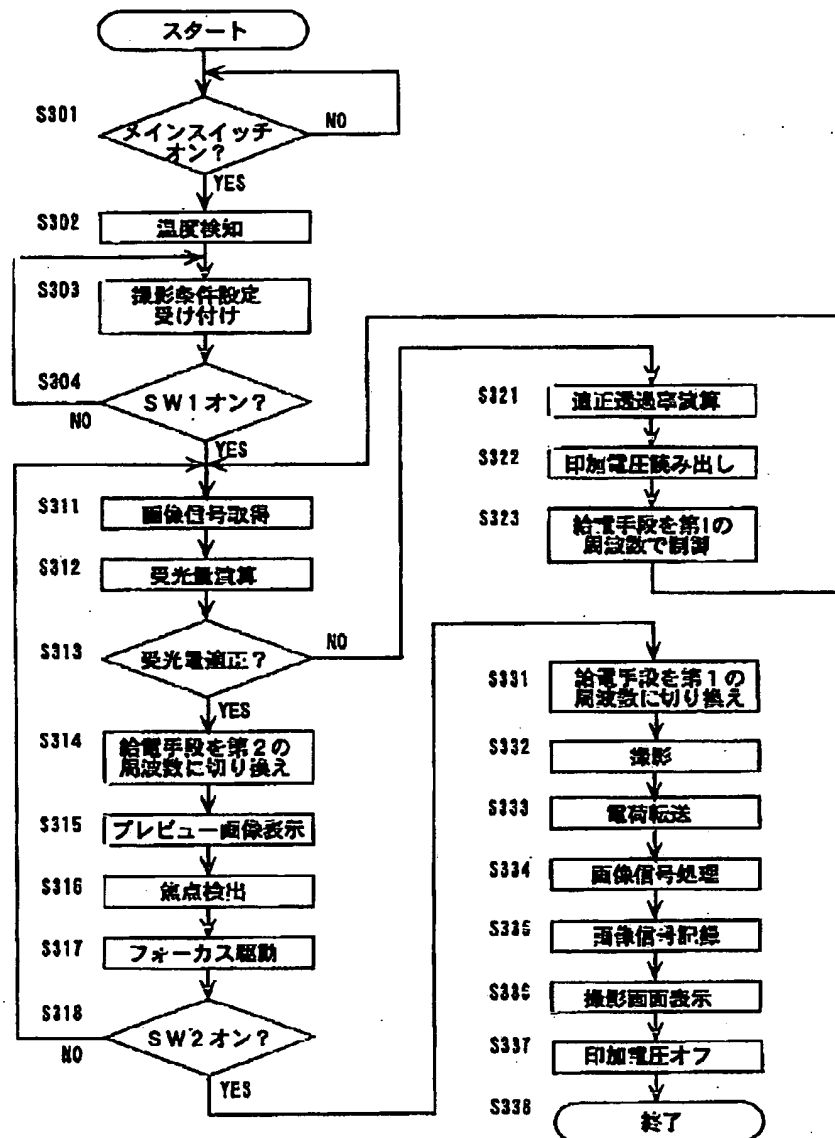 スタート
S301
メインスイッチ
オン？
NO
YES
S302
温度検知
S303
撮影条件設定
受け付け
S304
SW1オン？
NO
YES
S311
画像信号取得
S312
受光量演算
S313
受光量適正？
NO
YES
S314
給電手段を第2の
周波数に切り換え
S315
プレビュー画像表示
S316
焦点検出
S317
フォーカス駆動
S318
SW2オン？
NO
YES
S321
適正透過率演算
S322
印加電圧読み出し
S323
給電手段を第1の
周波数で制御
S331
給電手段を第1の
周波数に切り換え
S332
撮影
S333
電荷転送
S334
画像信号処理
S335
画像信号記録
S336
撮影画面表示
S337
印加電圧オフ
S338
終了